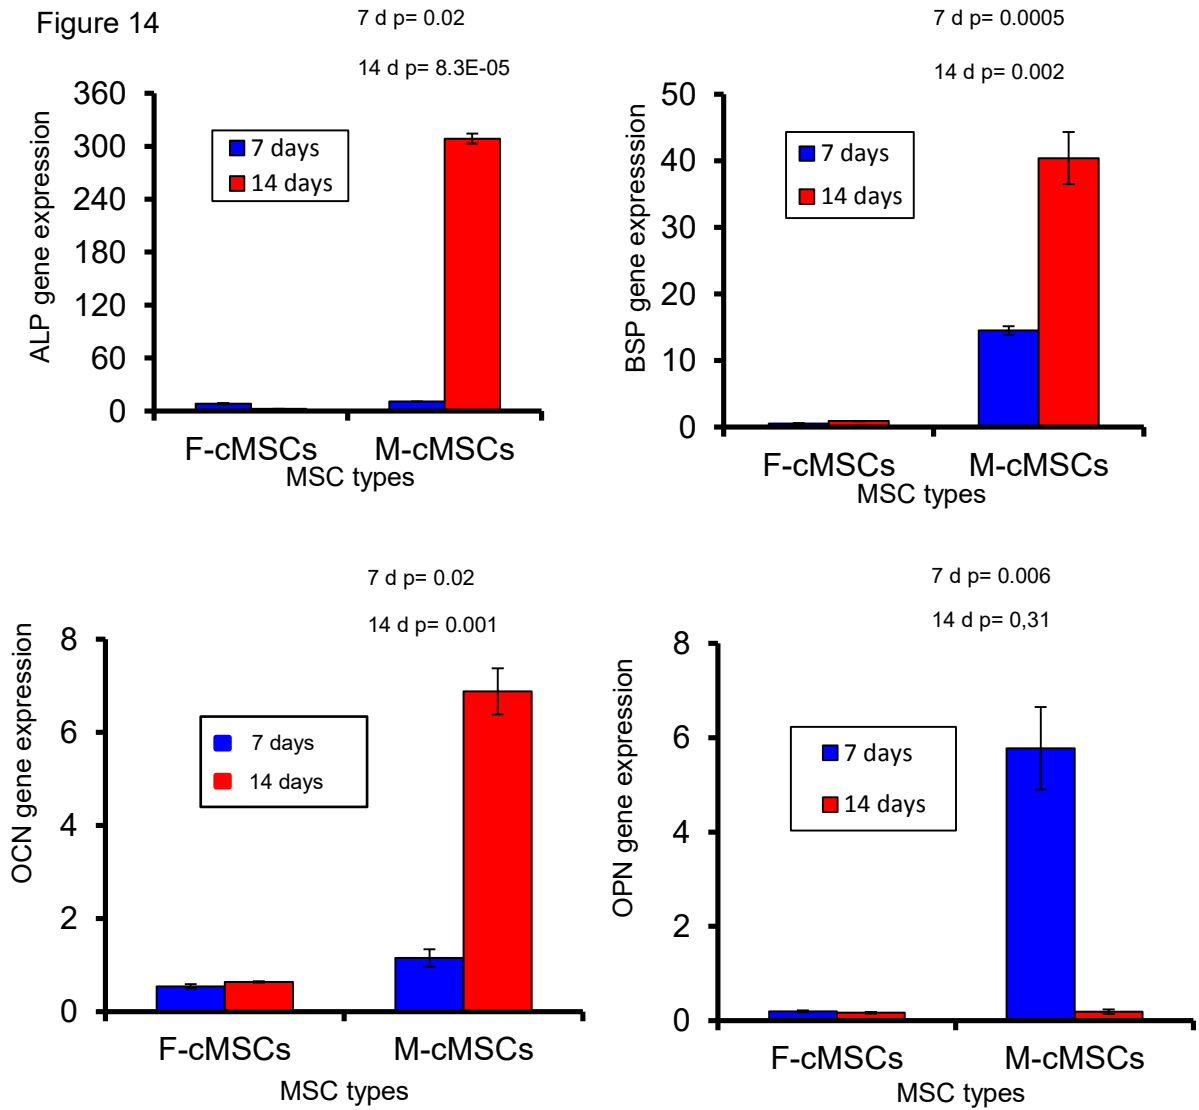 Figure 14
7 d p= 0.02
14 d p= 8.3E-05
360
300
240
180
120
60
0
ALP gene expression
7 days
14 days
F-cMSCs
M-cMSCs
MSC types
7 d p= 0.0005
14 d p= 0.002
50
40
30
20
10
0
BSP gene expresssion
7 days
14 days
F-cMSCs
M-cMSCs
MSC types
7 d p= 0.02
14 d p= 0.001
8
6
4
2
0
OCN gene expression
7 days
14 days
F-cMSCs
M-cMSCs
MSC types
7 d p= 0.006
14 d p= 0,31
8
6
4
2
0
OPN gene expression
7 days
14 days
F-cMSCs
M-cMSCs
MSC types